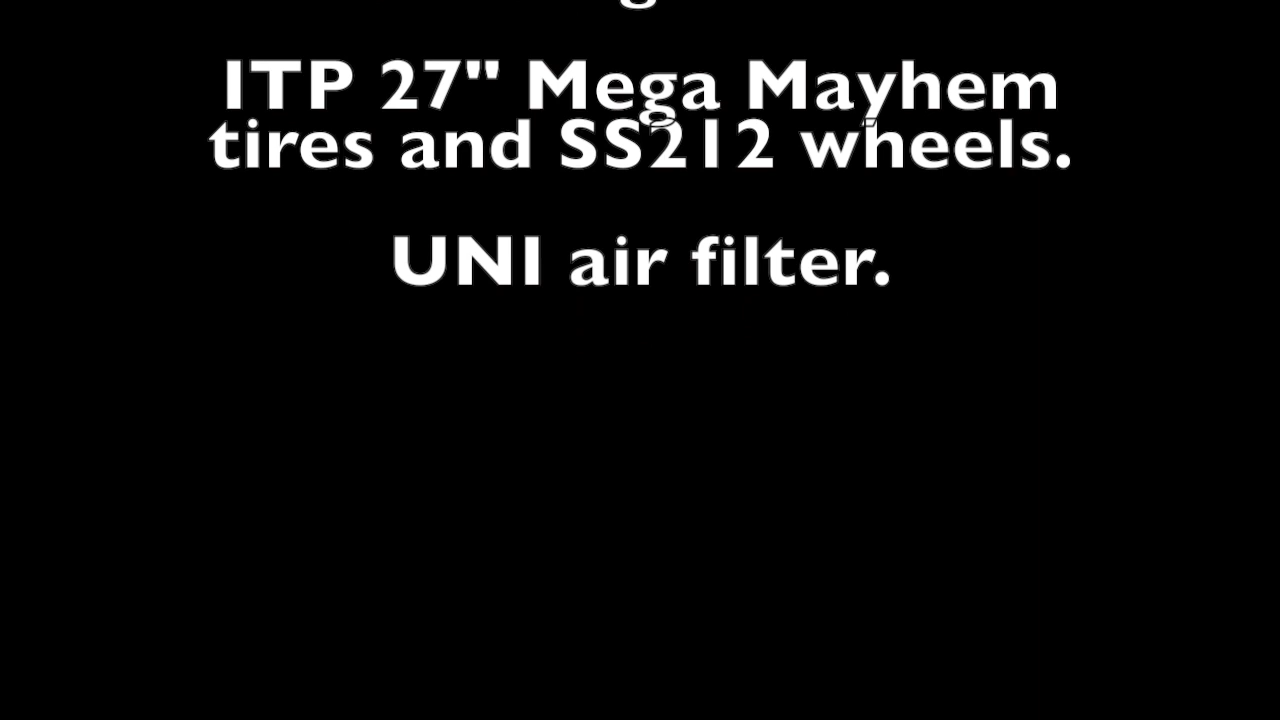 ITP 27" Mega Mayhem
tires and SS212 wheels.
UNI air filter.